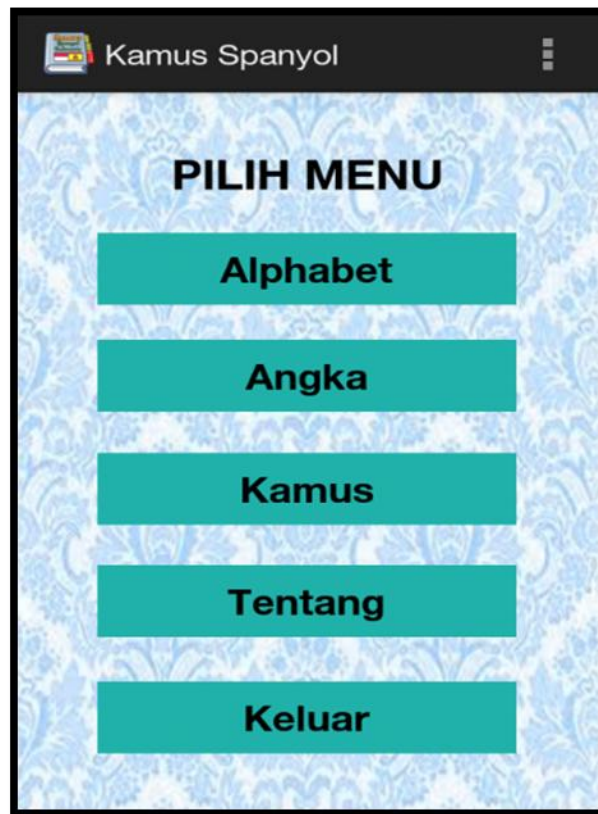 Kamus Spanyol
PILIH MENU
Alphabet
Angka
Kamus
Tentang
Keluar